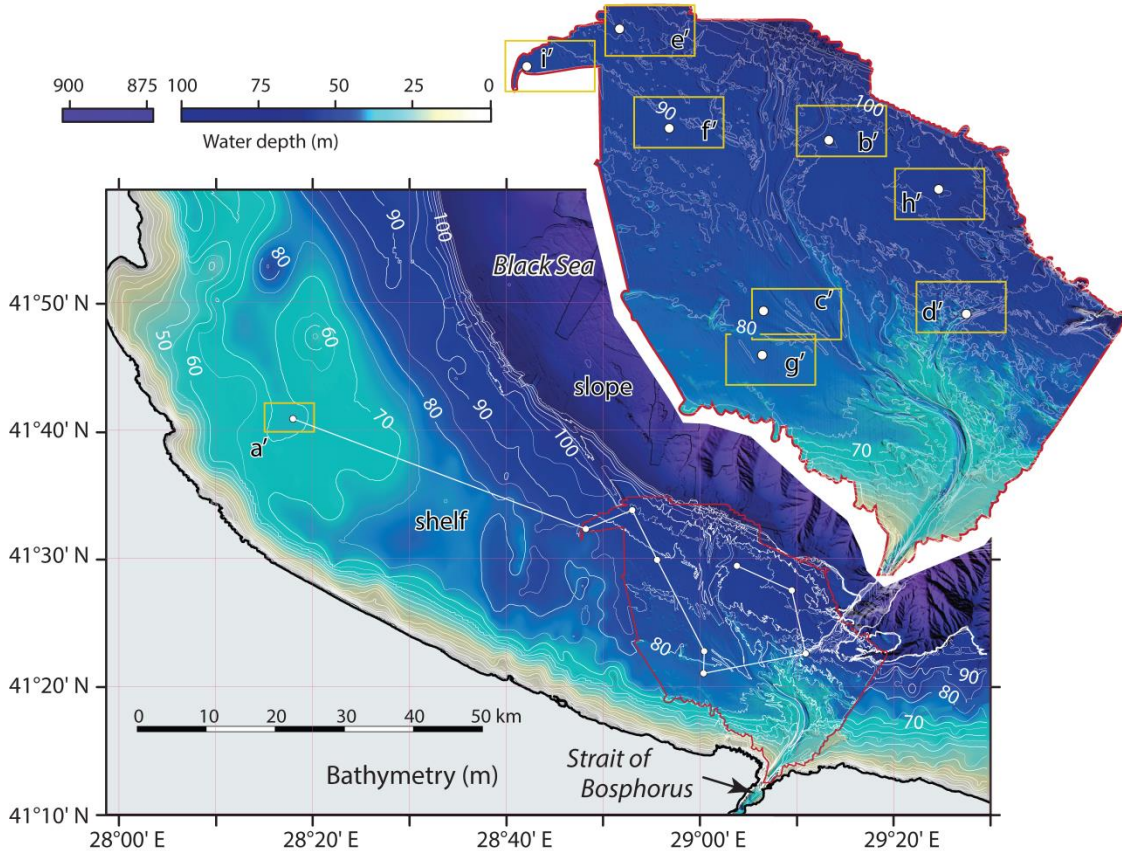 900 875 100 75 50 25 0
Water depth (m)
i'
e'
90
f'
100
b'
h'
c'
80
g'
d'
70
90
100
80
Black Sea
50
60
60
slope
80
90
70
100
a'
shelf
80
90
80
70
0 10 20 30 40 50 km
Bathymetry (m)
Strait of
Bosphorus
41°50' N
41°40' N
41°30' N
41°20' N
41°10' N
28°00' E 28°20' E 28°40' E 29°00' E 29°20' E